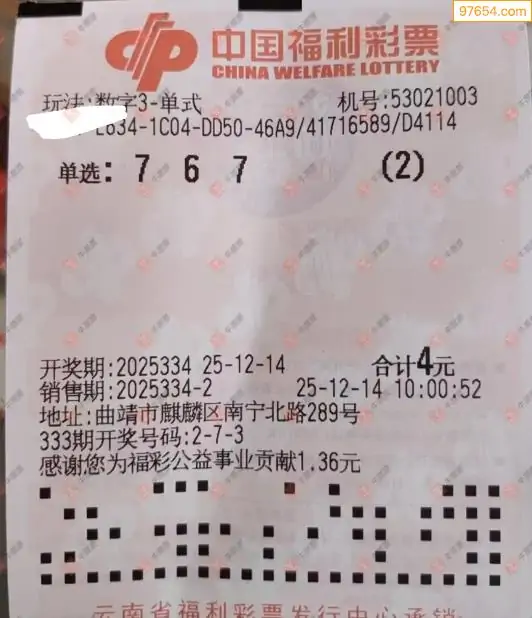 97654.com
中国福利彩票
CHINA WELFARE LOTTERY
玩法:数字3-单式 机号:53021003
E634-1C04-DD50-46A9/41716589/D4114
单选: 7 6 7 (2)
开奖期:2025334 25-12-14 合计4元
销售期:2025334-2 25-12-14 10:00:52
地址:曲靖市麒麟区南宁北路289号
333期开奖号码:2-7-3
感谢您为福彩公益事业贡献1.36元
云南省福利彩票发行中心承销